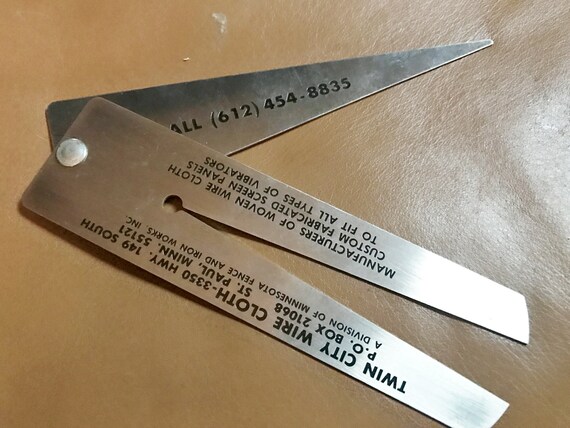 ALL (612) 454-8835
MANUFACTURERS OF WOVEN WIRE CLOTH
CUSTOM FABRICATED SCREEN PANELS
TO FIT ALL TYPES OF VIBRATORS
TWIN CITY WIRE CLOTH-3350 HWY. 149 SOUTH
P.O. BOX 21068 ST. PAUL, MINN. 55121
A DIVISION OF MINNESOTA FENCE AND IRON WORKS INC